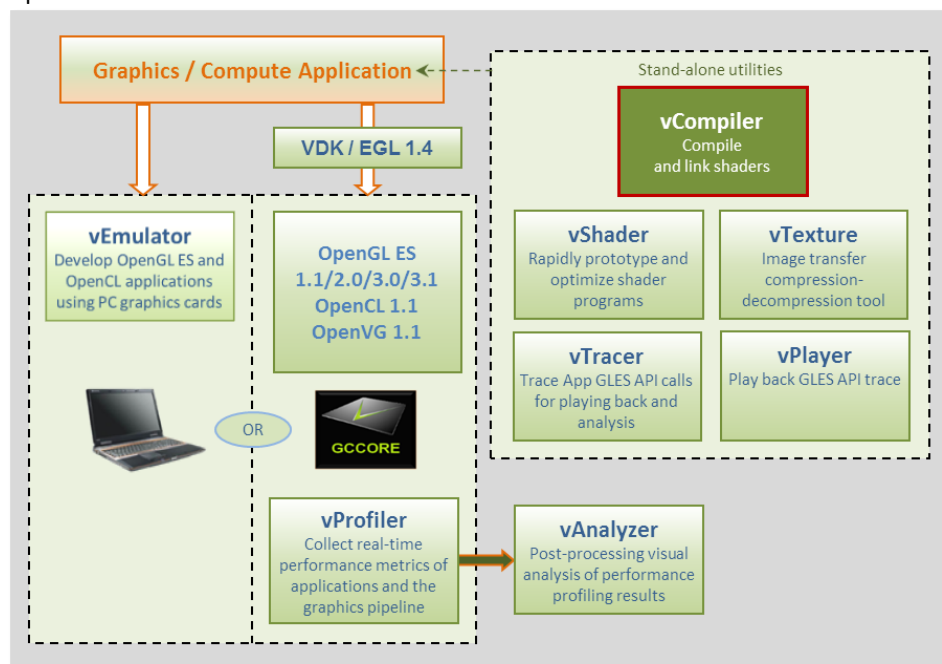 Graphics / Compute Application
Stand-alone utilities
vCompiler
Compile
and link shaders
VDK / EGL 1.4
vEmulator
Develop OpenGL ES and
OpenCL applications
using PC graphics cards
OpenGL ES
1.1/2.0/3.0/3.1
OpenCL 1.1
OpenVG 1.1
vShader
Rapidly prototype and
optimize shader
programs
vTexture
Image transfer
compression-
decompression tool
vTracer
Trace App GLES API calls
for playing back and
analysis
vPlayer
Play back GLES API trace
OR
GCCORE
vProfiler
Collect real-time
performance metrics of
applications and the
graphics pipeline
vAnalyzer
Post-processing visual
analysis of performance
profiling results